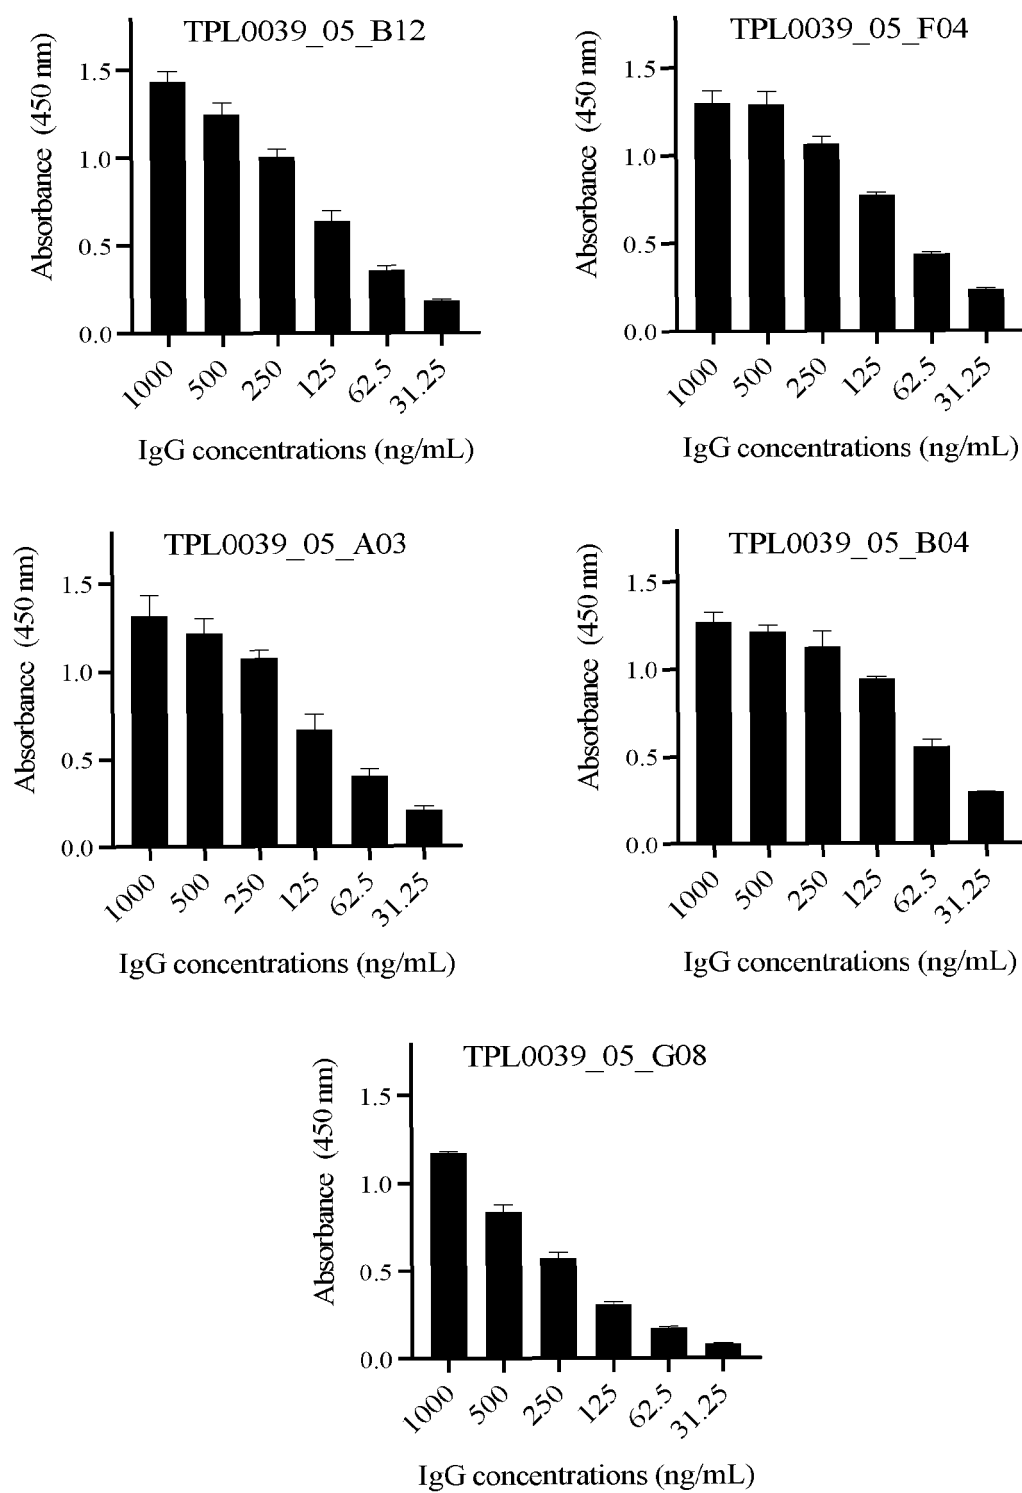 TPL0039_05_B12
Absorbance (450 nm)
1.5
1.0
0.5
0.0
1000 500 250 125 62.5 31.25
IgG concentrations (ng/mL)
TPL0039_05_F04
Absorbance (450 nm)
1.5
1.0
0.5
0.0
1000 500 250 125 62.5 31.25
IgG concentrations (ng/mL)
TPL0039_05_A03
Absorbance (450 nm)
1.5
1.0
0.5
0.0
1000 500 250 125 62.5 31.25
IgG concentrations (ng/mL)
TPL0039_05_B04
Absorbance (450 nm)
1.5
1.0
0.5
0.0
1000 500 250 125 62.5 31.25
IgG concentrations (ng/mL)
TPL0039_05_G08
Absorbance (450 nm)
1.5
1.0
0.5
0.0
1000 500 250 125 62.5 31.25
IgG concentrations (ng/mL)